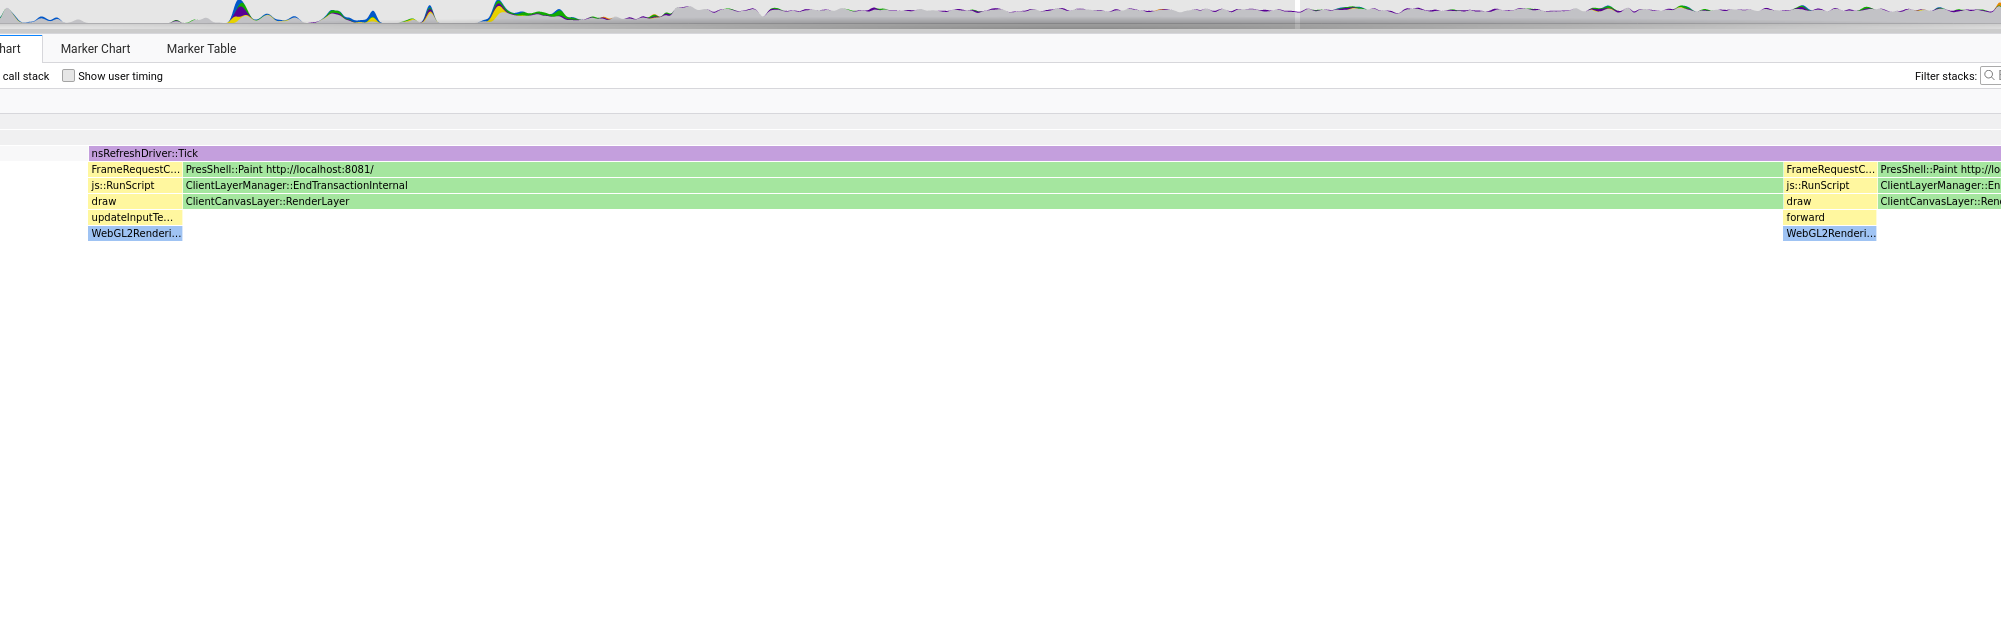 hart Marker Chart Marker Table
call stack Show user timing Filter stacks:
nsRefreshDriver::Tick
FrameRequestC... PresShell::Paint http://localhost:8081/ FrameRequestC... PresShell::Paint http://lo
js::RunScript ClientLayerManager::EndTransactionInternal js::RunScript ClientLayerManager::En
draw ClientCanvasLayer::RenderLayer draw ClientCanvasLayer::Ren
updateInputTe... forward
WebGL2Renderi... WebGL2Renderi...